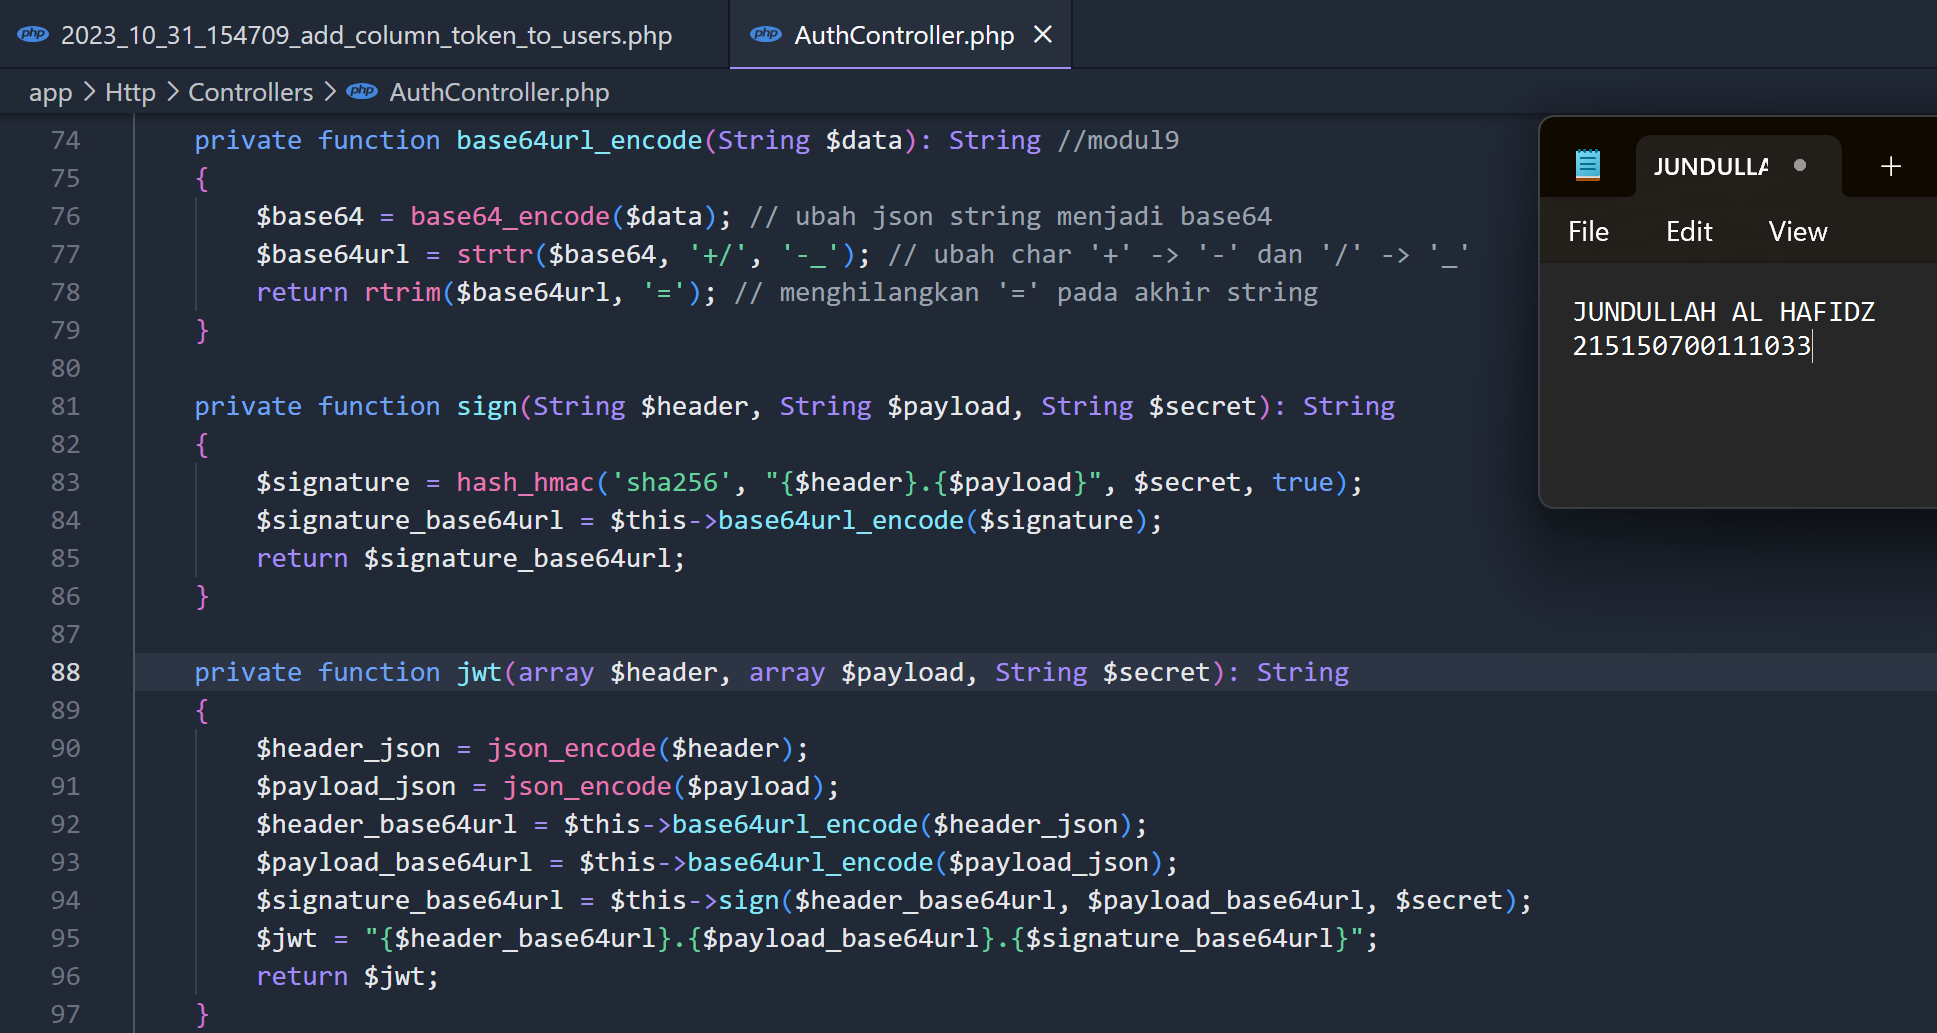 php 2023_10_31_154709_add_column_token_to_users.php
php AuthController.php
app > Http > Controllers > php AuthController.php
74 private function base64url_encode(String $data): String //modul9
75 {
76 $base64 = base64_encode($data); // ubah json string menjadi base64
77 $base64url = strtr($base64, '+/', '-_'); // ubah char '+' -> '-' dan '/' -> '_'
78 return rtrim($base64url, '='); // menghilangkan '=' pada akhir string
79 }
80
81 private function sign(String $header, String $payload, String $secret): String
82 {
83 $signature = hash_hmac('sha256', "{$header}.{$payload}", $secret, true);
84 $signature_base64url = $this->base64url_encode($signature);
85 return $signature_base64url;
86 }
87
88 private function jwt(array $header, array $payload, String $secret): String
89 {
90 $header_json = json_encode($header);
91 $payload_json = json_encode($payload);
92 $header_base64url = $this->base64url_encode($header_json);
93 $payload_base64url = $this->base64url_encode($payload_json);
94 $signature_base64url = $this->sign($header_base64url, $payload_base64url, $secret);
95 $jwt = "{$header_base64url}.{$payload_base64url}.{$signature_base64url}";
96 return $jwt;
97 }
JUNDULLA
File Edit View
JUNDULLAH AL HAFIDZ
215150700111033